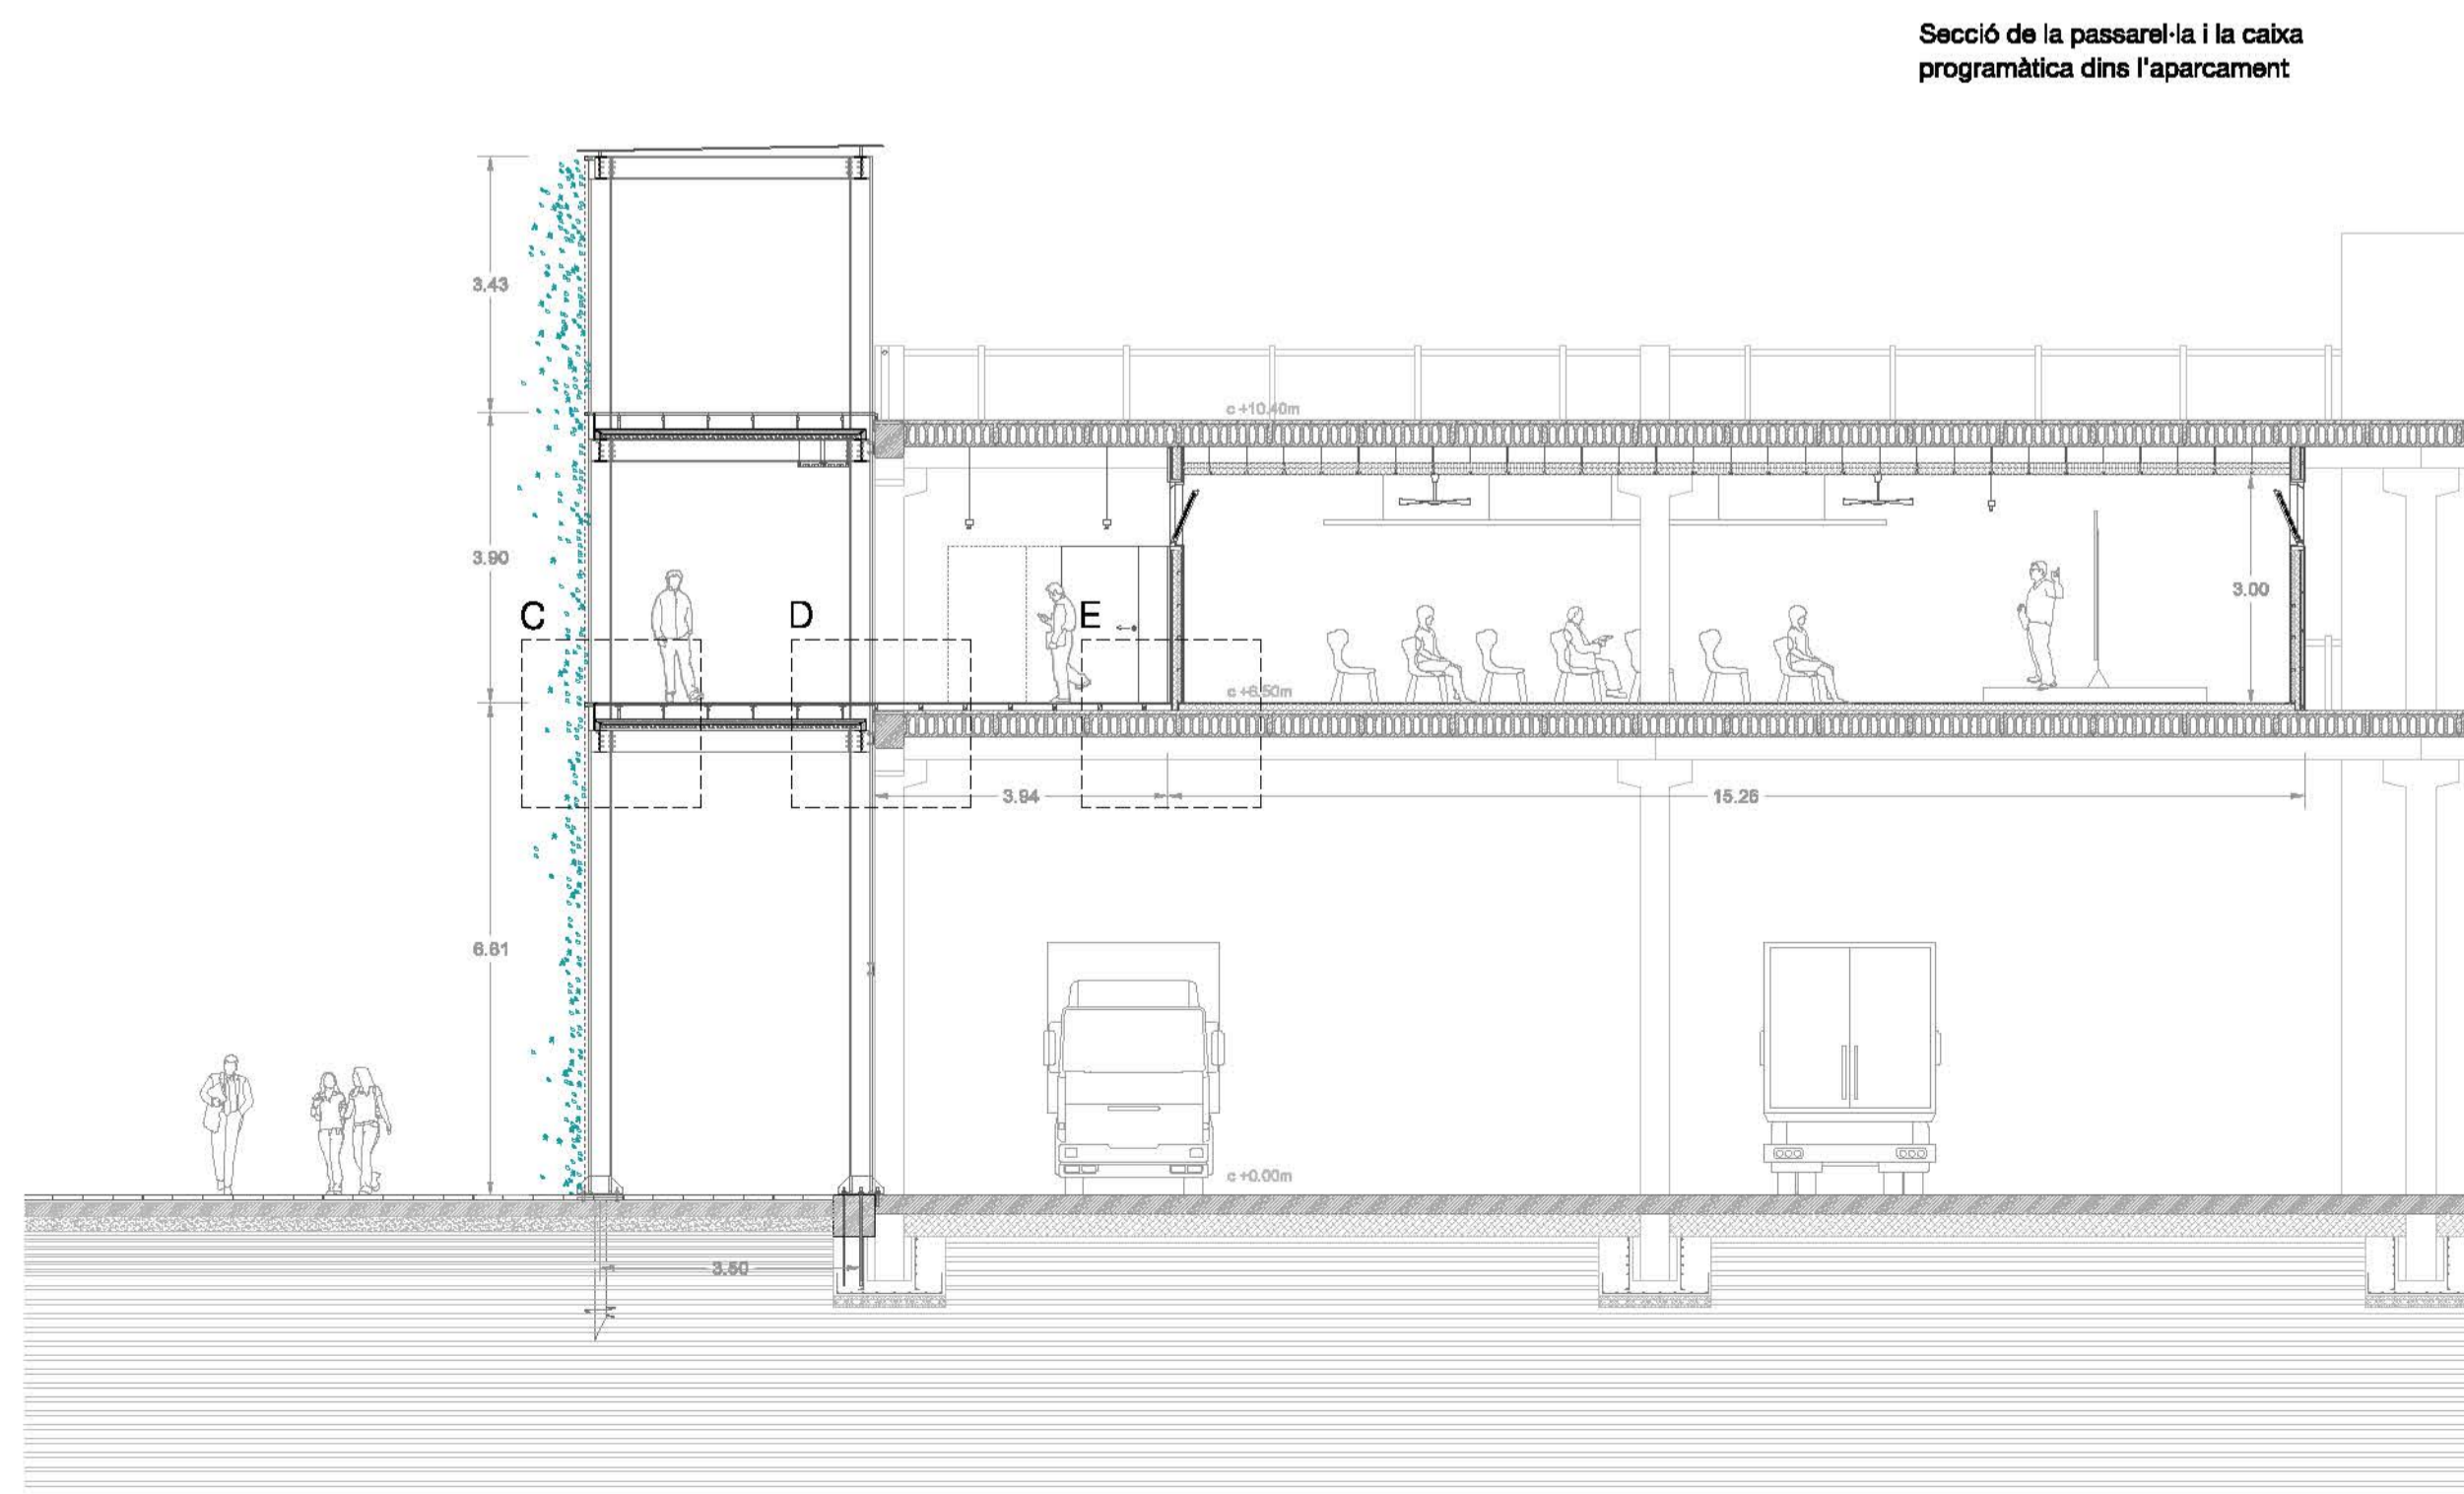 Secció de la passarel·la i la caixa
programàtica dins l'aparcament
3.43
c +10.40m
3.90
3.00
C
D
E
c +6.50m
3.94
15.26
6.61
c +0.00m
3.50